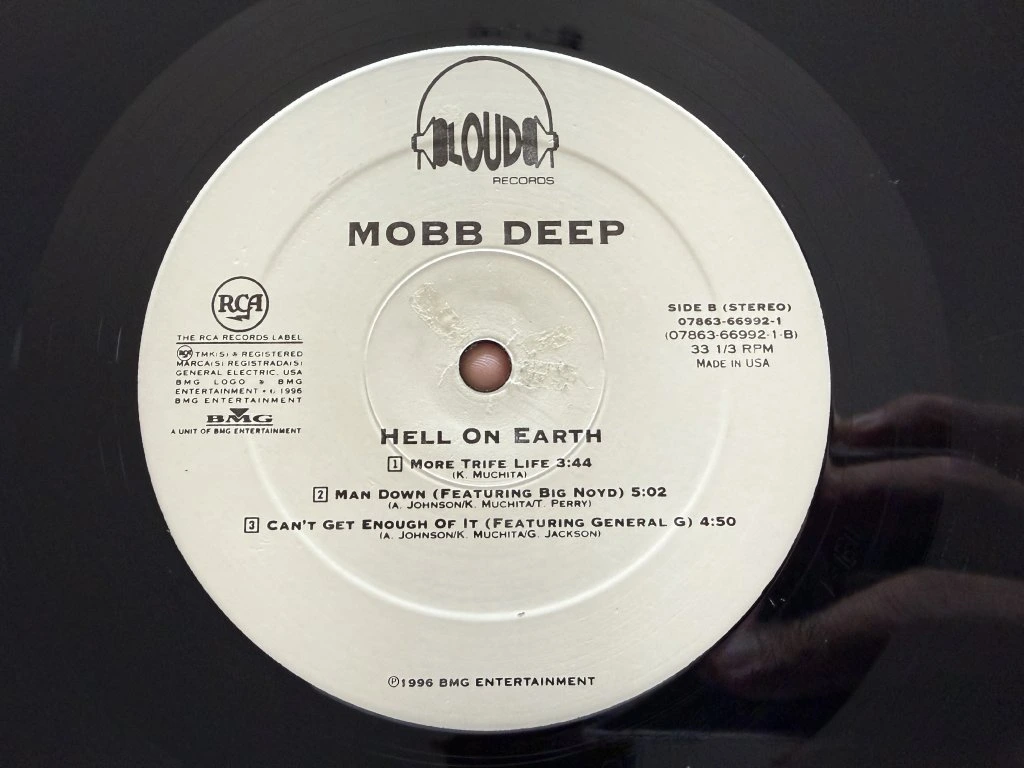 LOUD
RECORDS
MOBB DEEP
RCA
THE RCA RECORDS LABEL
TMK(S) ® REGISTERED
MARCA(S) REGISTRADA(S)
GENERAL ELECTRIC, USA
BMG LOGO ® BMG
ENTERTAINMENT • © 1996
BMG ENTERTAINMENT
BMG
A UNIT OF BMG ENTERTAINMENT
SIDE B (STEREO)
07863-66992-1
(07863-66992-1-B)
33 1/3 RPM
MADE IN USA
HELL ON EARTH
1 MORE TRIFE LIFE 3:44
(K. MUCHITA)
2 MAN DOWN (FEATURING BIG NOYD) 5:02
(A. JOHNSON/K. MUCHITA/T. PERRY)
3 CAN'T GET ENOUGH OF IT (FEATURING GENERAL G) 4:50
(A. JOHNSON/K. MUCHITA/G. JACKSON)
℗1996 BMG ENTERTAINMENT